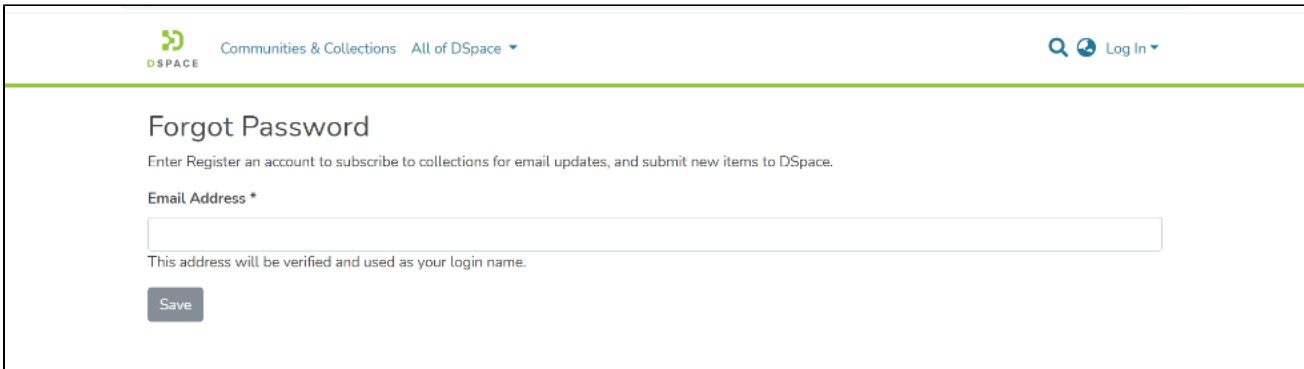 DSPACE
Communities & Collections All of DSpace
Log In
Forgot Password
Enter Register an account to subscribe to collections for email updates, and submit new items to DSpace.
Email Address *
This address will be verified and used as your login name.
Save